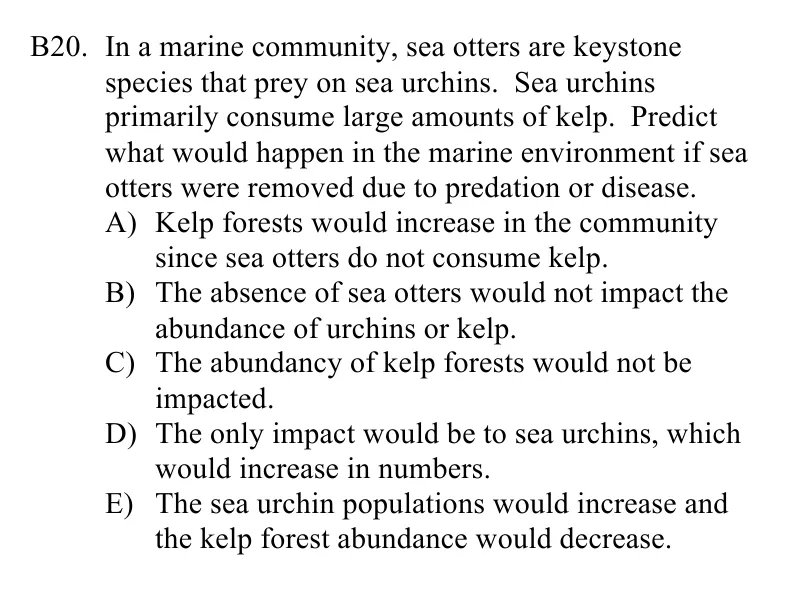 B20. In a marine community, sea otters are keystone
species that prey on sea urchins. Sea urchins
primarily consume large amounts of kelp. Predict
what would happen in the marine environment if sea
otters were removed due to predation or disease.
A) Kelp forests would increase in the community
since sea otters do not consume kelp.
B) The absence of sea otters would not impact the
abundance of urchins or kelp.
C) The abundancy of kelp forests would not be
impacted.
D) The only impact would be to sea urchins, which
would increase in numbers.
E) The sea urchin populations would increase and
the kelp forest abundance would decrease.